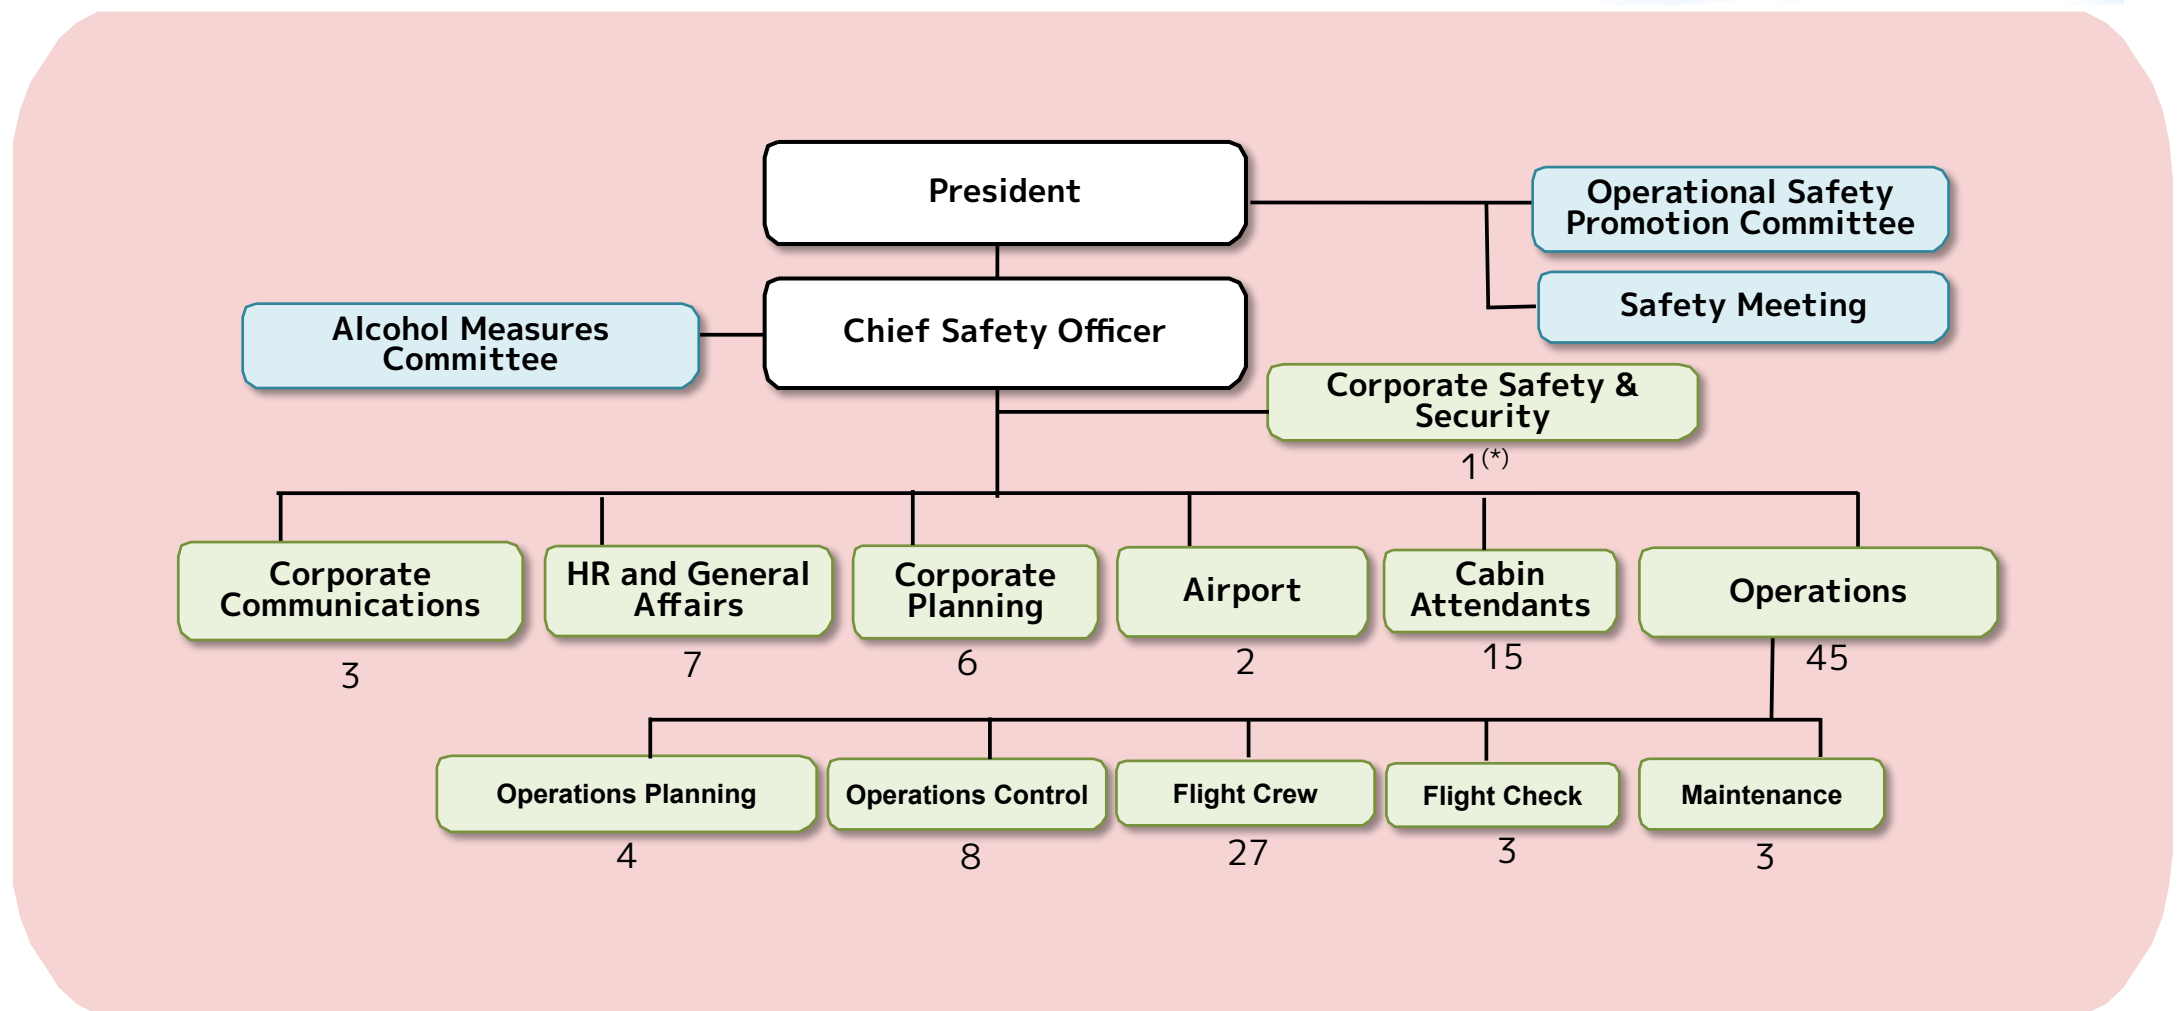 President
Operational Safety
Promotion Committee
Safety Meeting
Alcohol Measures
Committee
Chief Safety Officer
Corporate Safety &
Security
1(*)
Corporate
Communications
3
HR and General
Affairs
7
Corporate
Planning
6
Airport
2
Cabin
Attendants
15
Operations
45
Operations Planning
4
Operations Control
8
Flight Crew
27
Flight Check
3
Maintenance
3